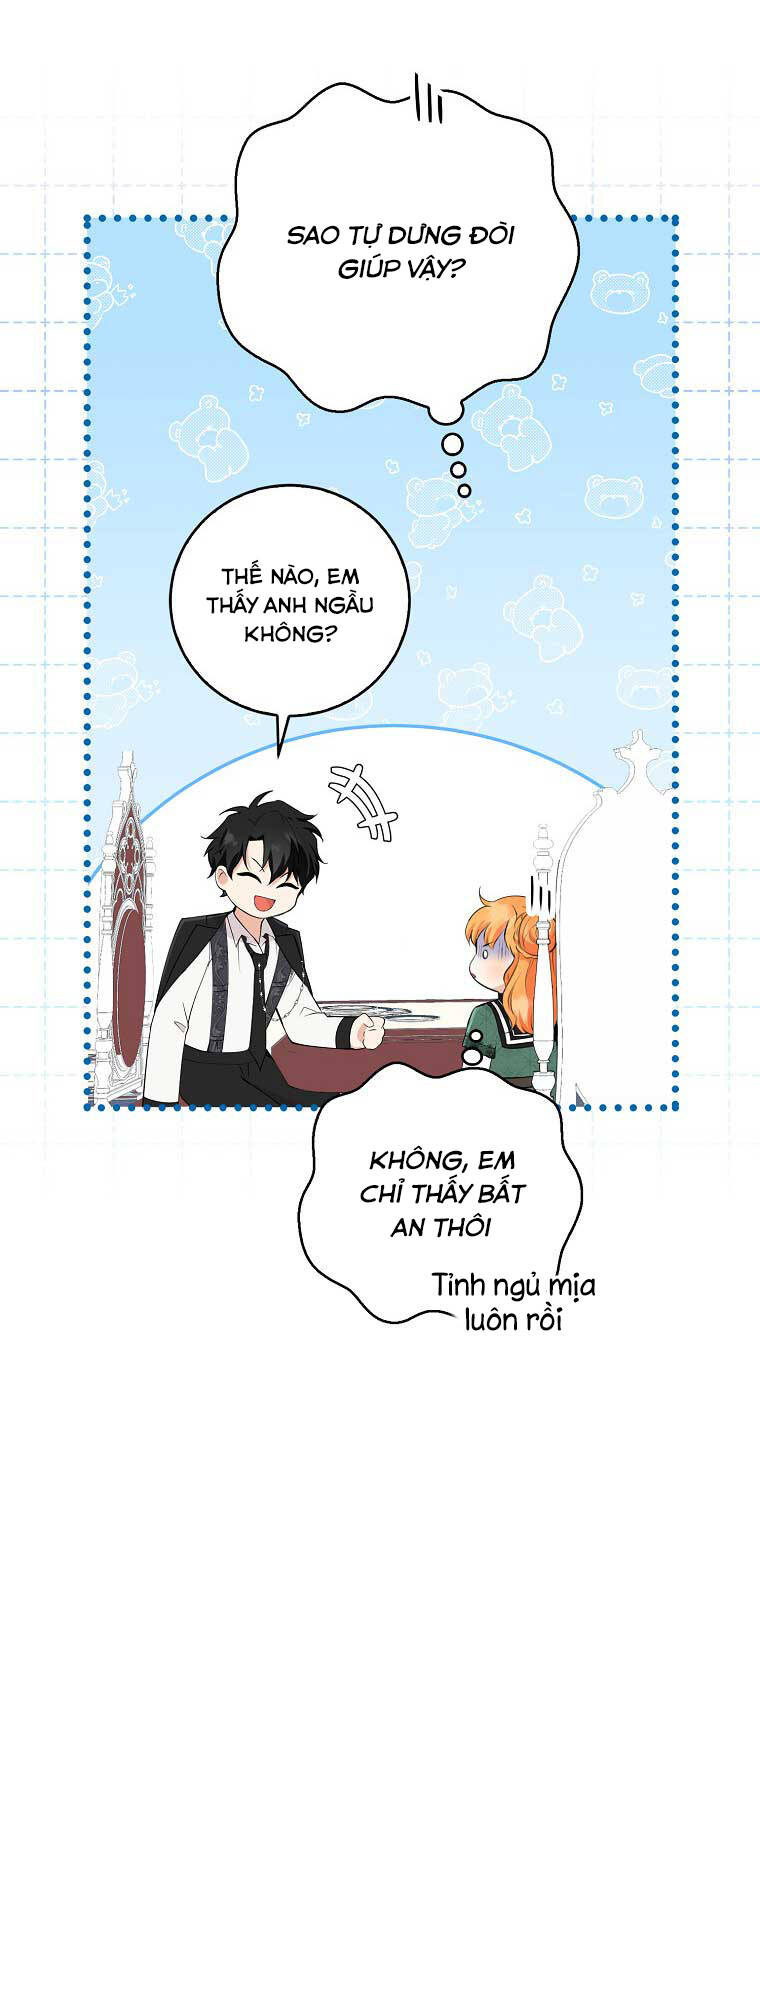 SAO TỰ DƯNG ĐÒI
GIÚP VẬY?
THẾ NÀO, EM
THẤY ANH NGẦU
KHÔNG?
KHÔNG, EM
CHỈ THẤY BẤT
AN THÔI
Tỉnh ngủ mịa
luôn rồi